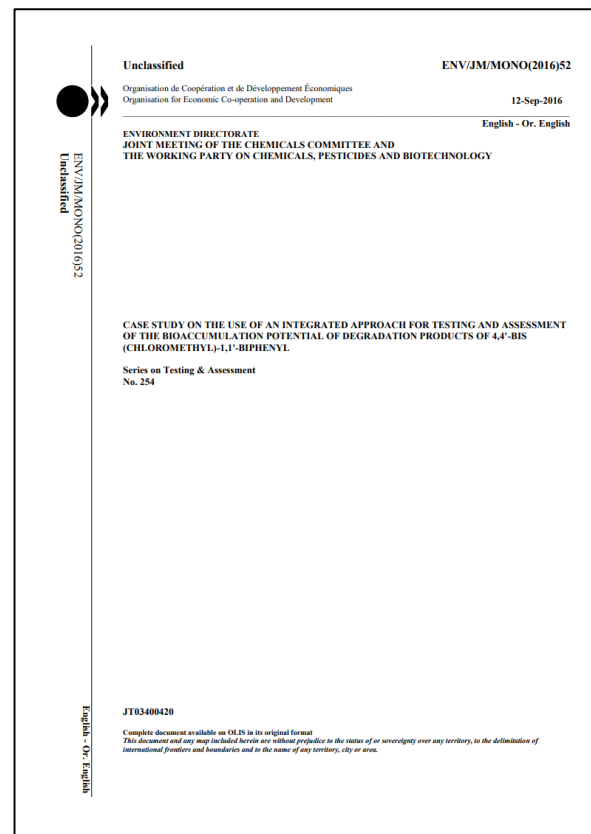 Unclassified
ENV/JM/MONO(2016)52
Organisation de Coopération et de Développement Économiques
Organisation for Economic Co-operation and Development
12-Sep-2016
English - Or. English
ENVIRONMENT DIRECTORATE
JOINT MEETING OF THE CHEMICALS COMMITTEE AND
THE WORKING PARTY ON CHEMICALS, PESTICIDES AND BIOTECHNOLOGY
ENV/JM/MONO(2016)52
Unclassified
CASE STUDY ON THE USE OF AN INTEGRATED APPROACH FOR TESTING AND ASSESSMENT
OF THE BIOACCUMULATION POTENTIAL OF DEGRADATION PRODUCTS OF 4,4'-BIS
(CHLOROMETHYL)-1,1'-BIPHENYL
Series on Testing & Assessment
No. 254
English - Or. English
JT03400420
Complete document available on OLIS in its original format
This document and any map included herein are without prejudice to the status of or sovereignty over any territory, to the delimitation of
international frontiers and boundaries and to the name of any territory, city or area.